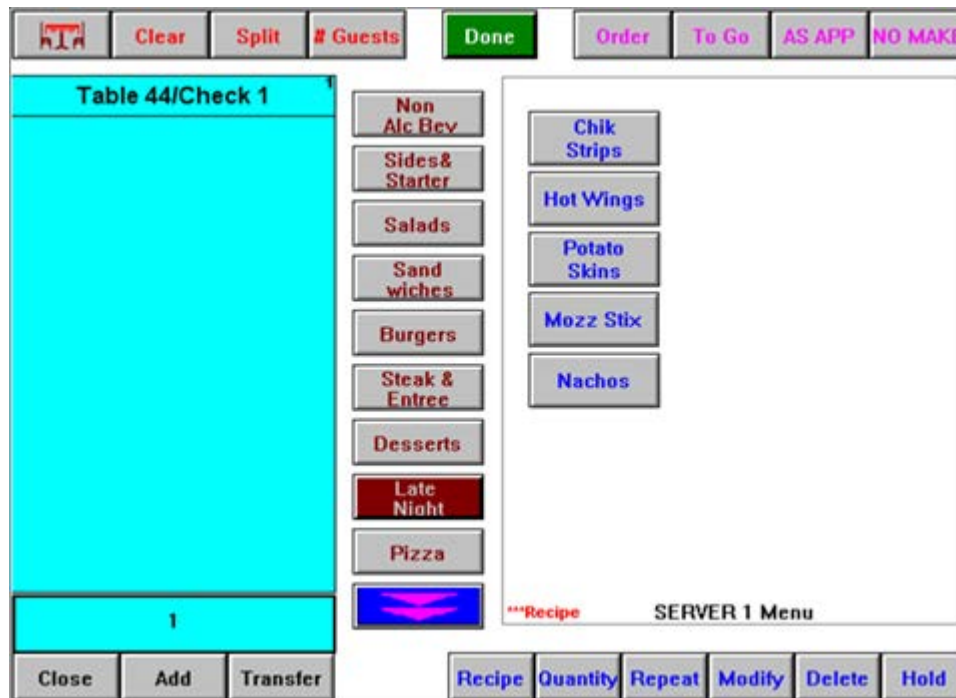 Clear Split # Guests Done Order To Go AS APP NO MAKE
Table 44/Check 1
1
Non
Alc Bev
Sides&
Starter
Salads
Sand
wiches
Burgers
Steak &
Entree
Desserts
Late
Night
Pizza
Chik
Strips
Hot Wings
Potato
Skins
Mozz Stix
Nachos
***Recipe SERVER 1 Menu
1
Close Add Transfer Recipe Quantity Repeat Modify Delete Hold